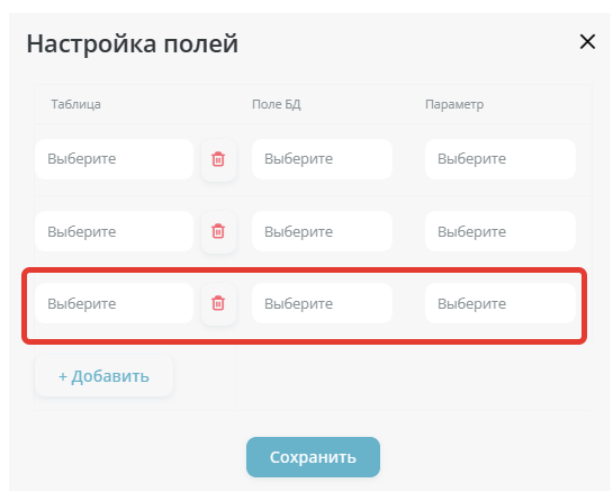 Настройка полей
Таблица Поле БД Параметр
Выберите Выберите Выберите
Выберите Выберите Выберите
Выберите Выберите Выберите
+ Добавить
Сохранить